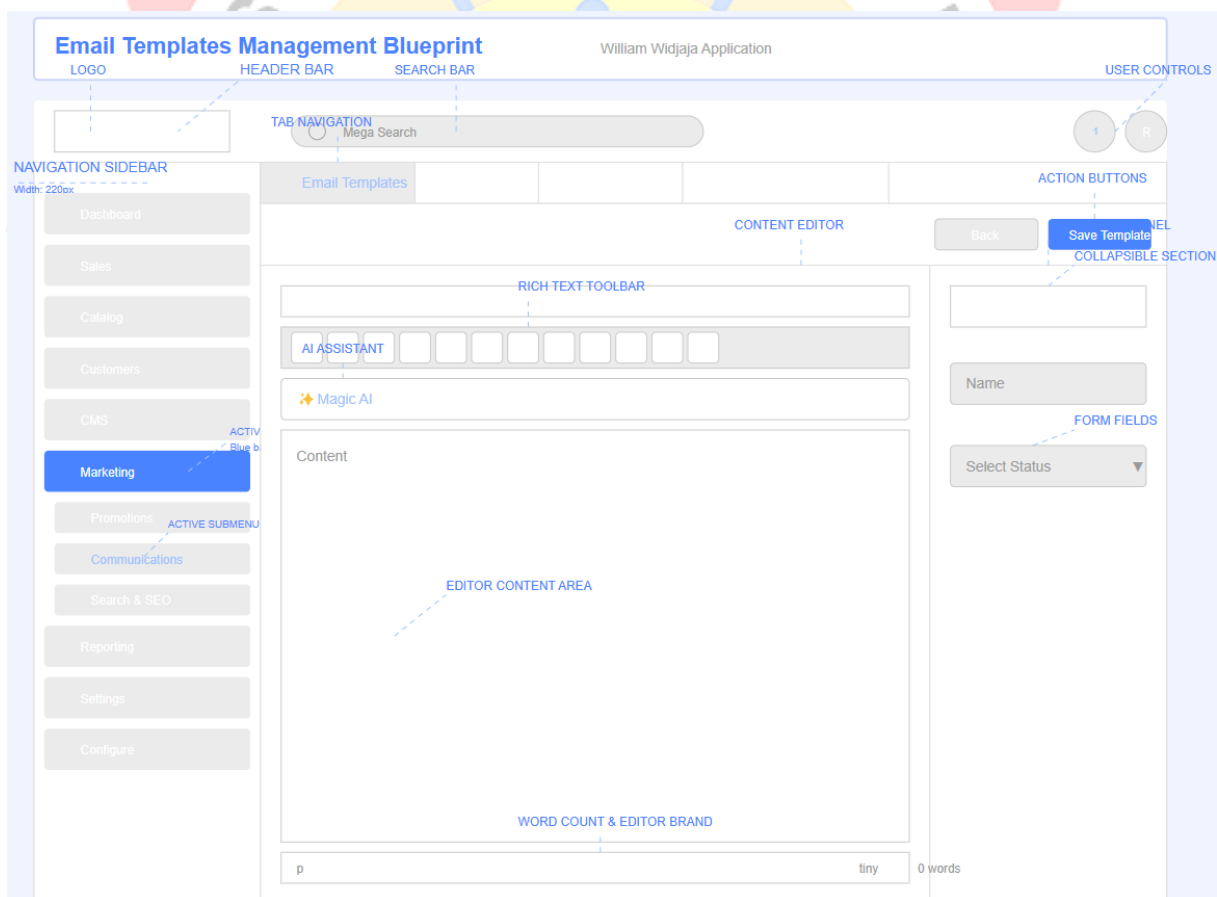 Email Templates Management Blueprint
William Widjaja Application
LOGO
HEADER BAR
SEARCH BAR
USER CONTROLS
TAB NAVIGATION
Mega Search
1
R
NAVIGATION SIDEBAR
Width: 220px
Email Templates
ACTION BUTTONS
Dashboard
CONTENT EDITOR
Back
Save Template
NEL
COLLAPSIBLE SECTION
Sales
RICH TEXT TOOLBAR
Catalog
AI ASSISTANT
Customers
✨ Magic AI
Name
CMS
ACTIV
Blue b
FORM FIELDS
Content
Select Status ▼
Marketing
Promotions
ACTIVE SUBMENU
Communications
EDITOR CONTENT AREA
Search & SEO
Reporting
Settings
Configure
WORD COUNT & EDITOR BRAND
p
tiny
0 words